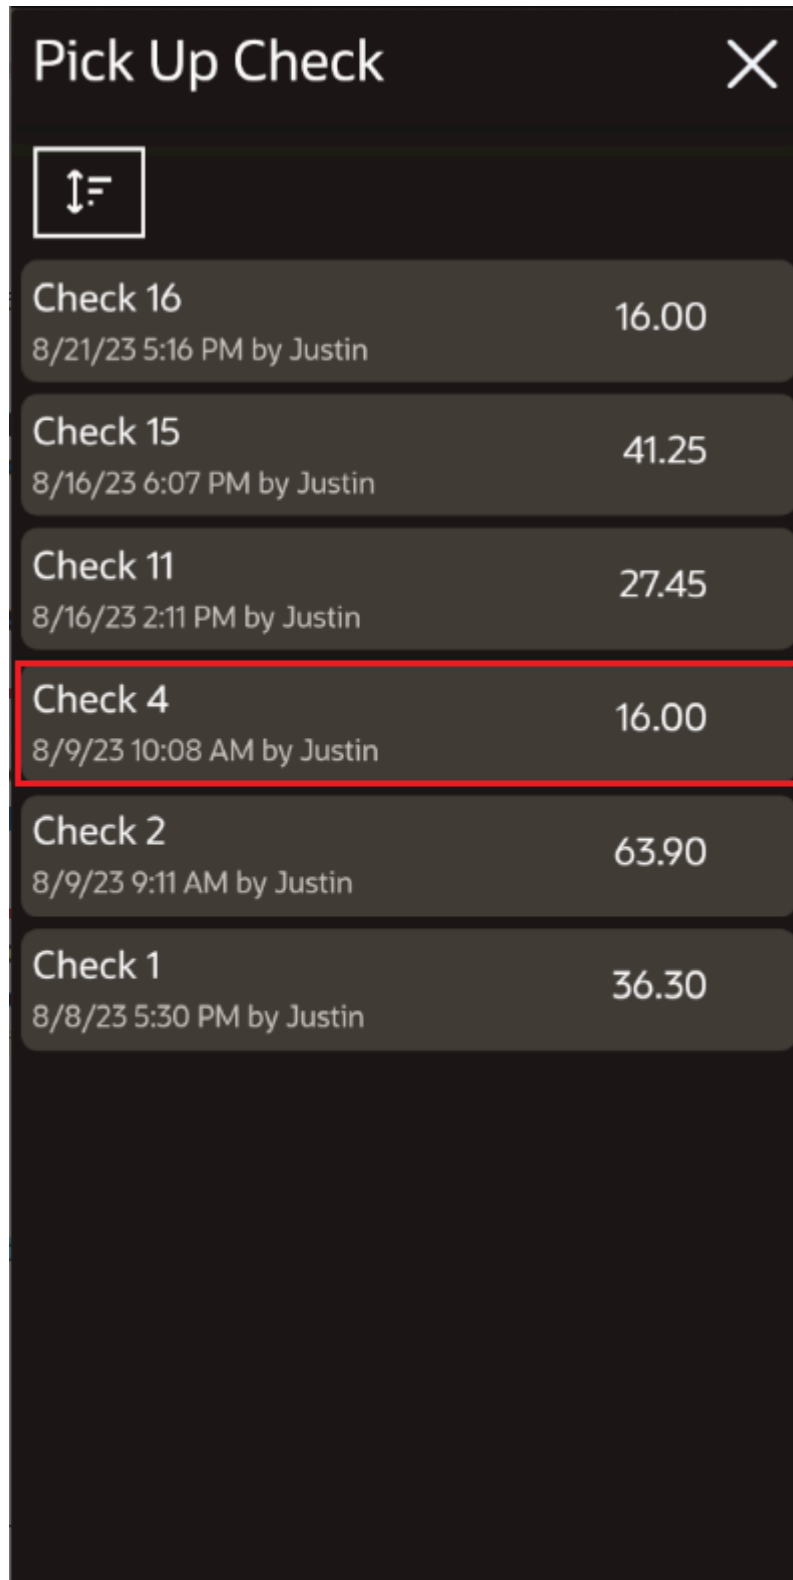 Pick Up Check
Check 16
16.00
8/21/23 5:16 PM by Justin
Check 15
41.25
8/16/23 6:07 PM by Justin
Check 11
27.45
8/16/23 2:11 PM by Justin
Check 4
16.00
8/9/23 10:08 AM by Justin
Check 2
63.90
8/9/23 9:11 AM by Justin
Check 1
36.30
8/8/23 5:30 PM by Justin